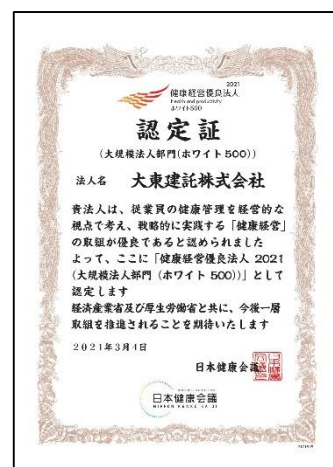 2021
健康経営優良法人
Health and productivity
ホワイト500
認定証
(大規模法人部門(ホワイト500))
法人名 大東建託株式会社
貴法人は、従業員の健康管理を経営的な
視点で考え、戦略的に実践する「健康経営」
の取組が優良であると認められました
よって、ここに「健康経営優良法人 2021
(大規模法人部門 (ホワイト 500))」として
認定します
経済産業省及び厚生労働省と共に、今後一層
取組を推進されることを期待いたします
2021年3月4日
日本健康会議
日本健康会議
NIPPON KENKO KAIGI